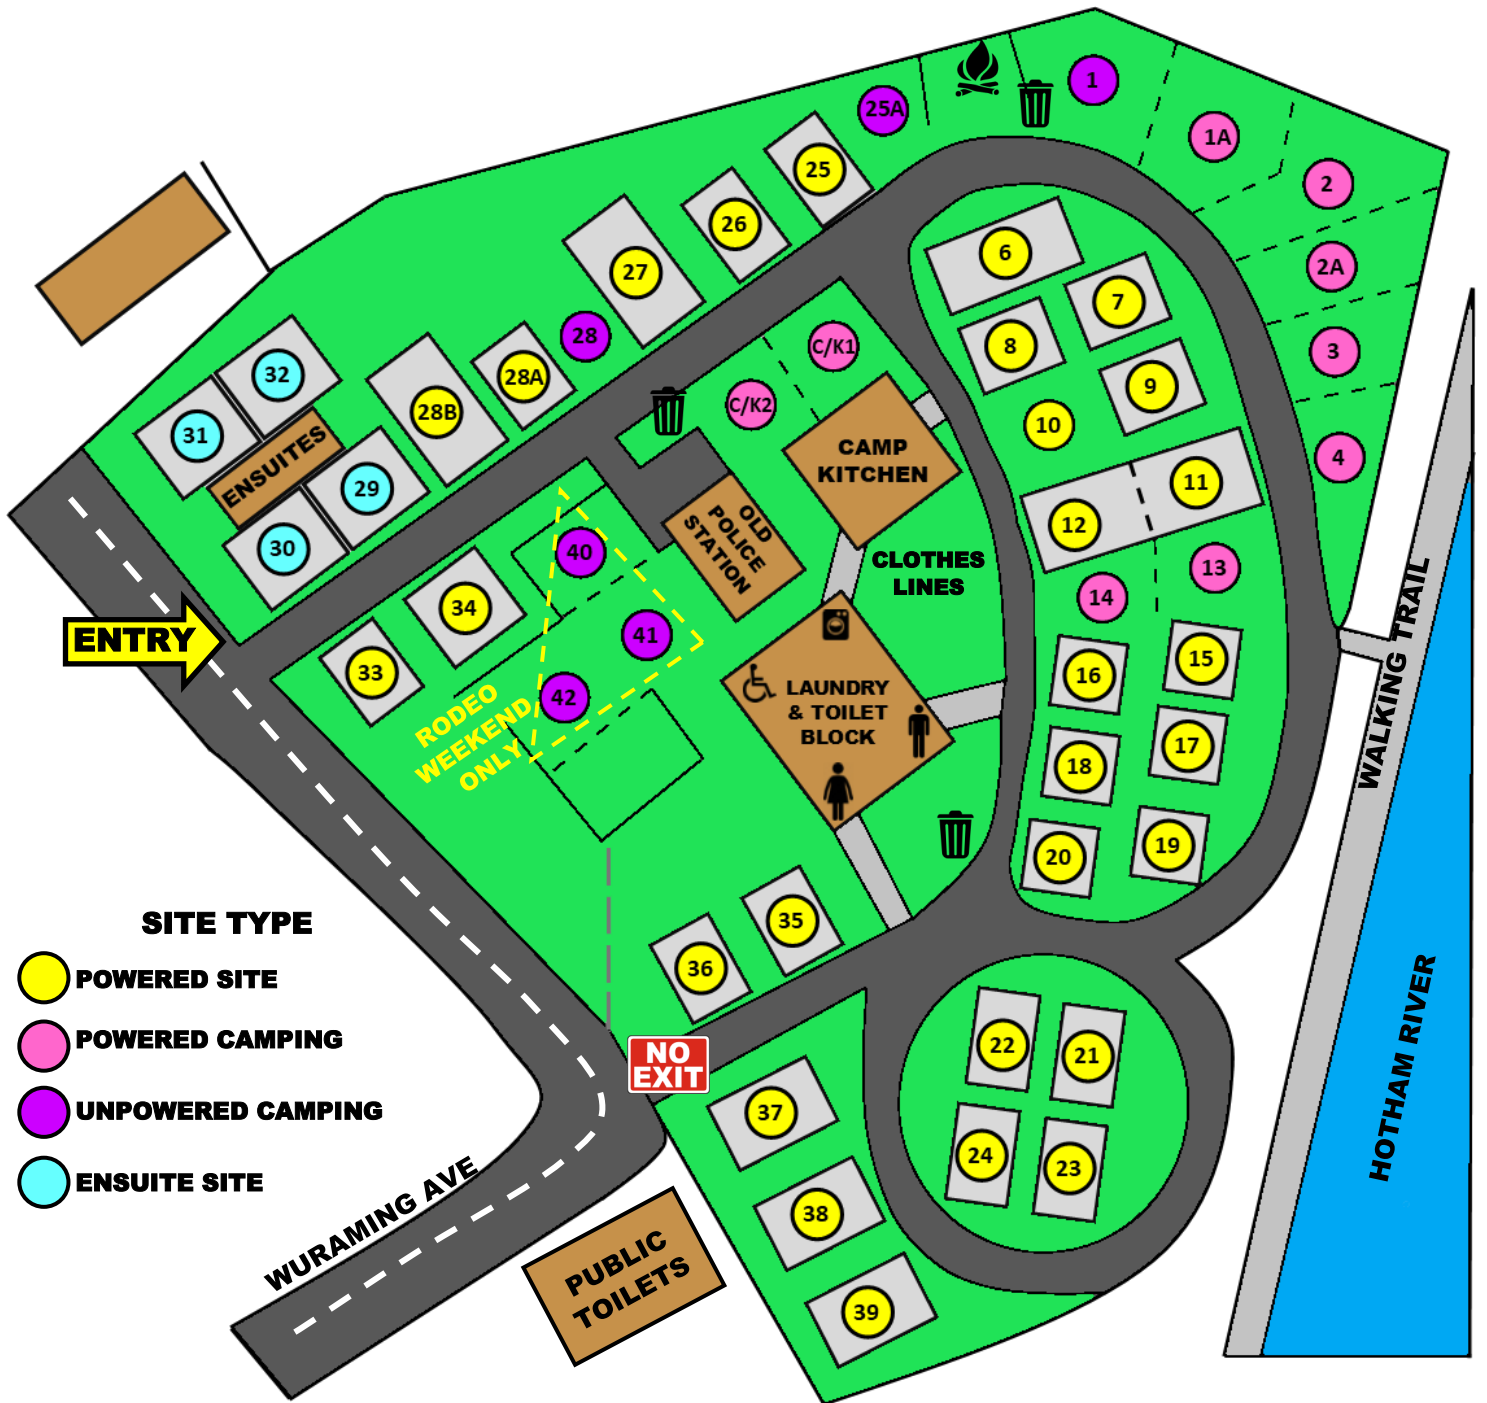 1
25A
1A
25
2
26
6
2A
27
7
28
C/K1
8
3
32
28A
9
C/K2
28B
10
31
CAMP
KITCHEN
4
ENSUITES
29
11
12
30
40
OLD
POLICE
STATION
CLOTHES
LINES
13
14
34
41
ENTRY
33
42
RODEO
WEEKEND
ONLY
LAUNDRY
& TOILET
BLOCK
16
15
WALKING TRAIL
18
17
20
19
35
36
SITE TYPE
POWERED SITE
POWERED CAMPING
UNPOWERED CAMPING
ENSUITE SITE
NO
EXIT
22
21
24
23
37
38
39
HOTHAM RIVER
WURAMING AVE
PUBLIC
TOILETS